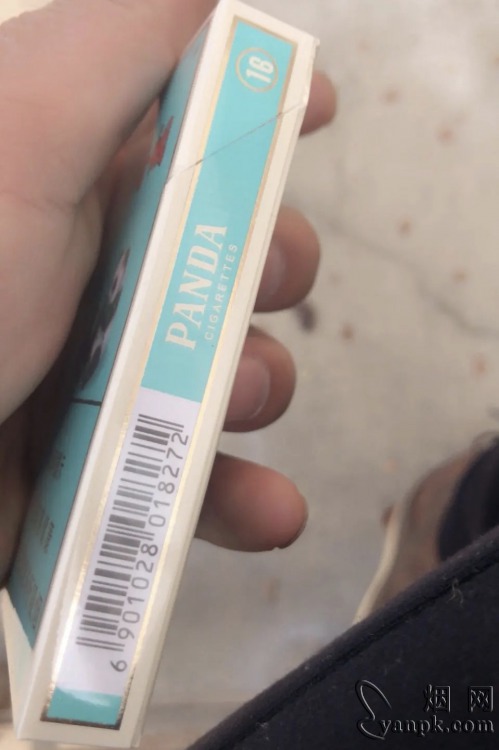 16
PANDA
CIGARETTES
6 901028 018272
烟网
yanpk.com